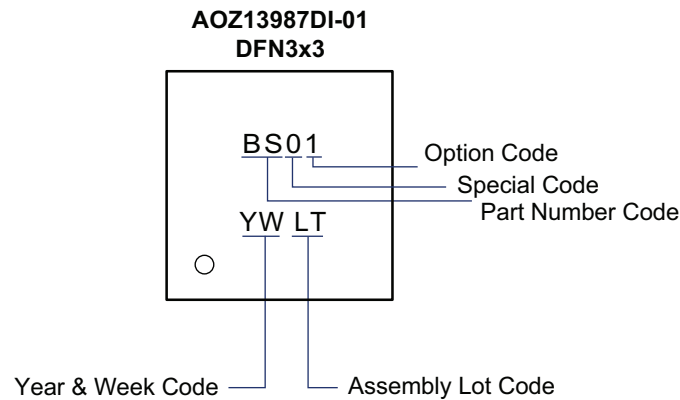 AOZ13987DI-01
DFN3x3
BS01
Option Code
Special Code
Part Number Code
YW LT
Year & Week Code
Assembly Lot Code